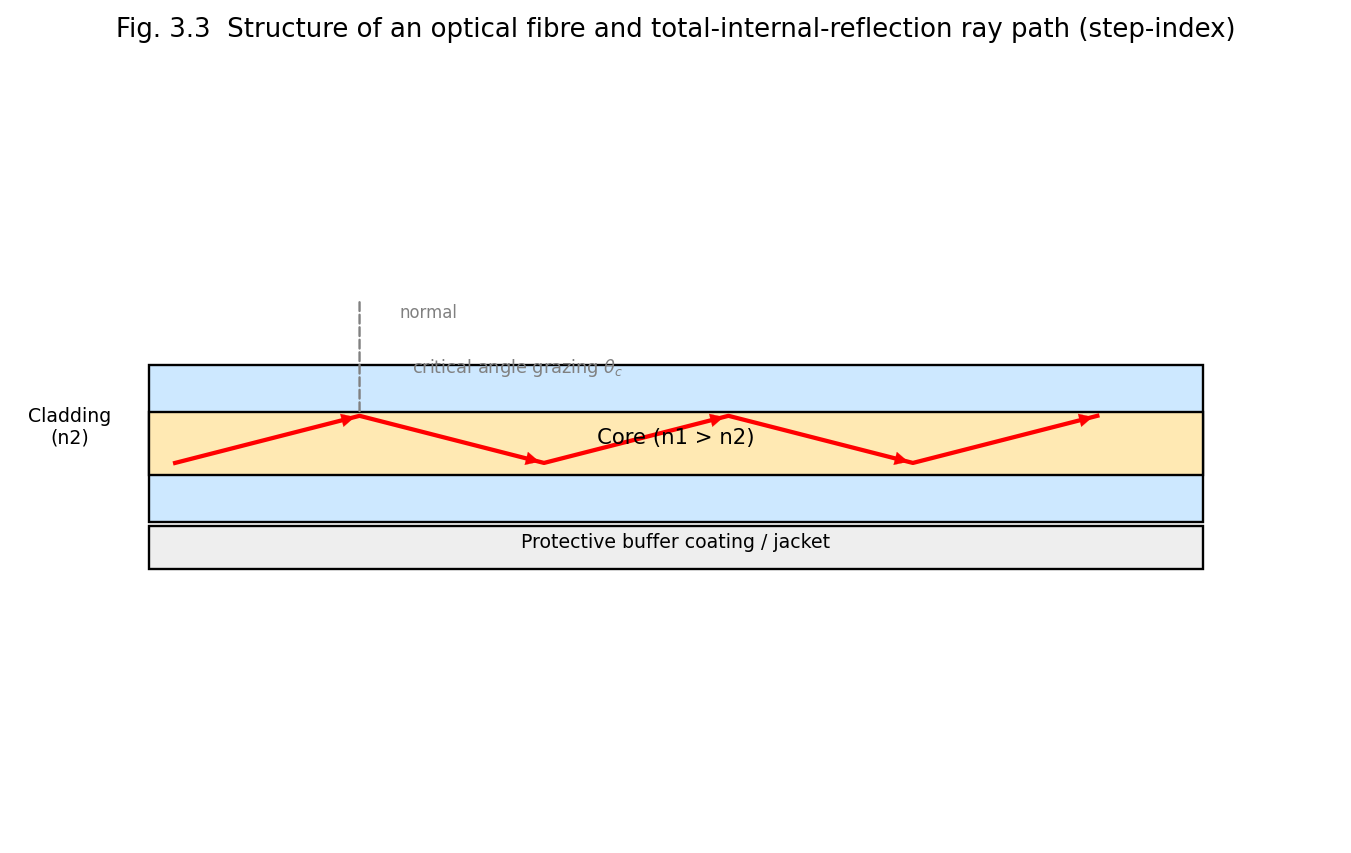 Fig. 3.3  Structure of an optical fibre and total-internal-reflection ray path (step-index)
normal
critical angle grazing θc
Cladding
(n2)
Core (n1 > n2)
Protective buffer coating / jacket